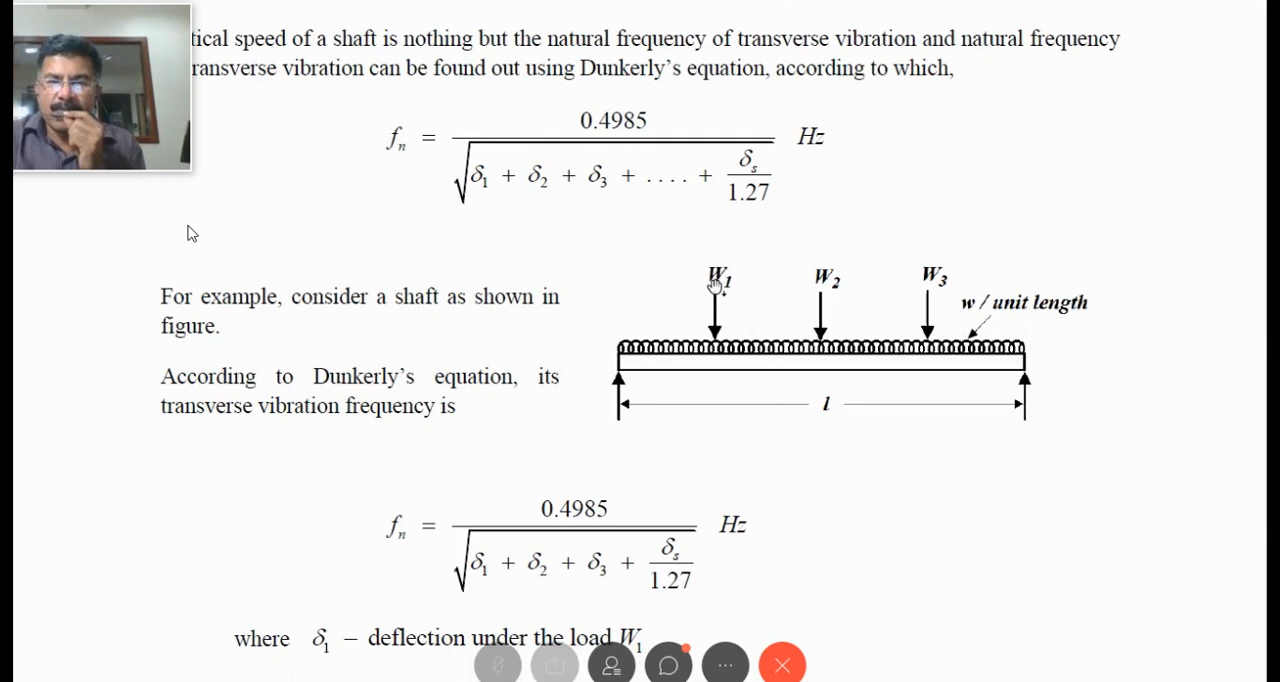 tical speed of a shaft is nothing but the natural frequency of transverse vibration and natural frequency
ransverse vibration can be found out using Dunkerly's equation, according to which,
fₙ = 0.4985 / √(δ₁ + δ₂ + δ₃ + .... + δₛ/1.27) Hz
For example, consider a shaft as shown in
figure.
According to Dunkerly's equation, its
transverse vibration frequency is
W₁ W₂ W₃
w / unit length
l
fₙ = 0.4985 / √(δ₁ + δ₂ + δ₃ + δₛ/1.27) Hz
where δ₁ – deflection under the load W₁